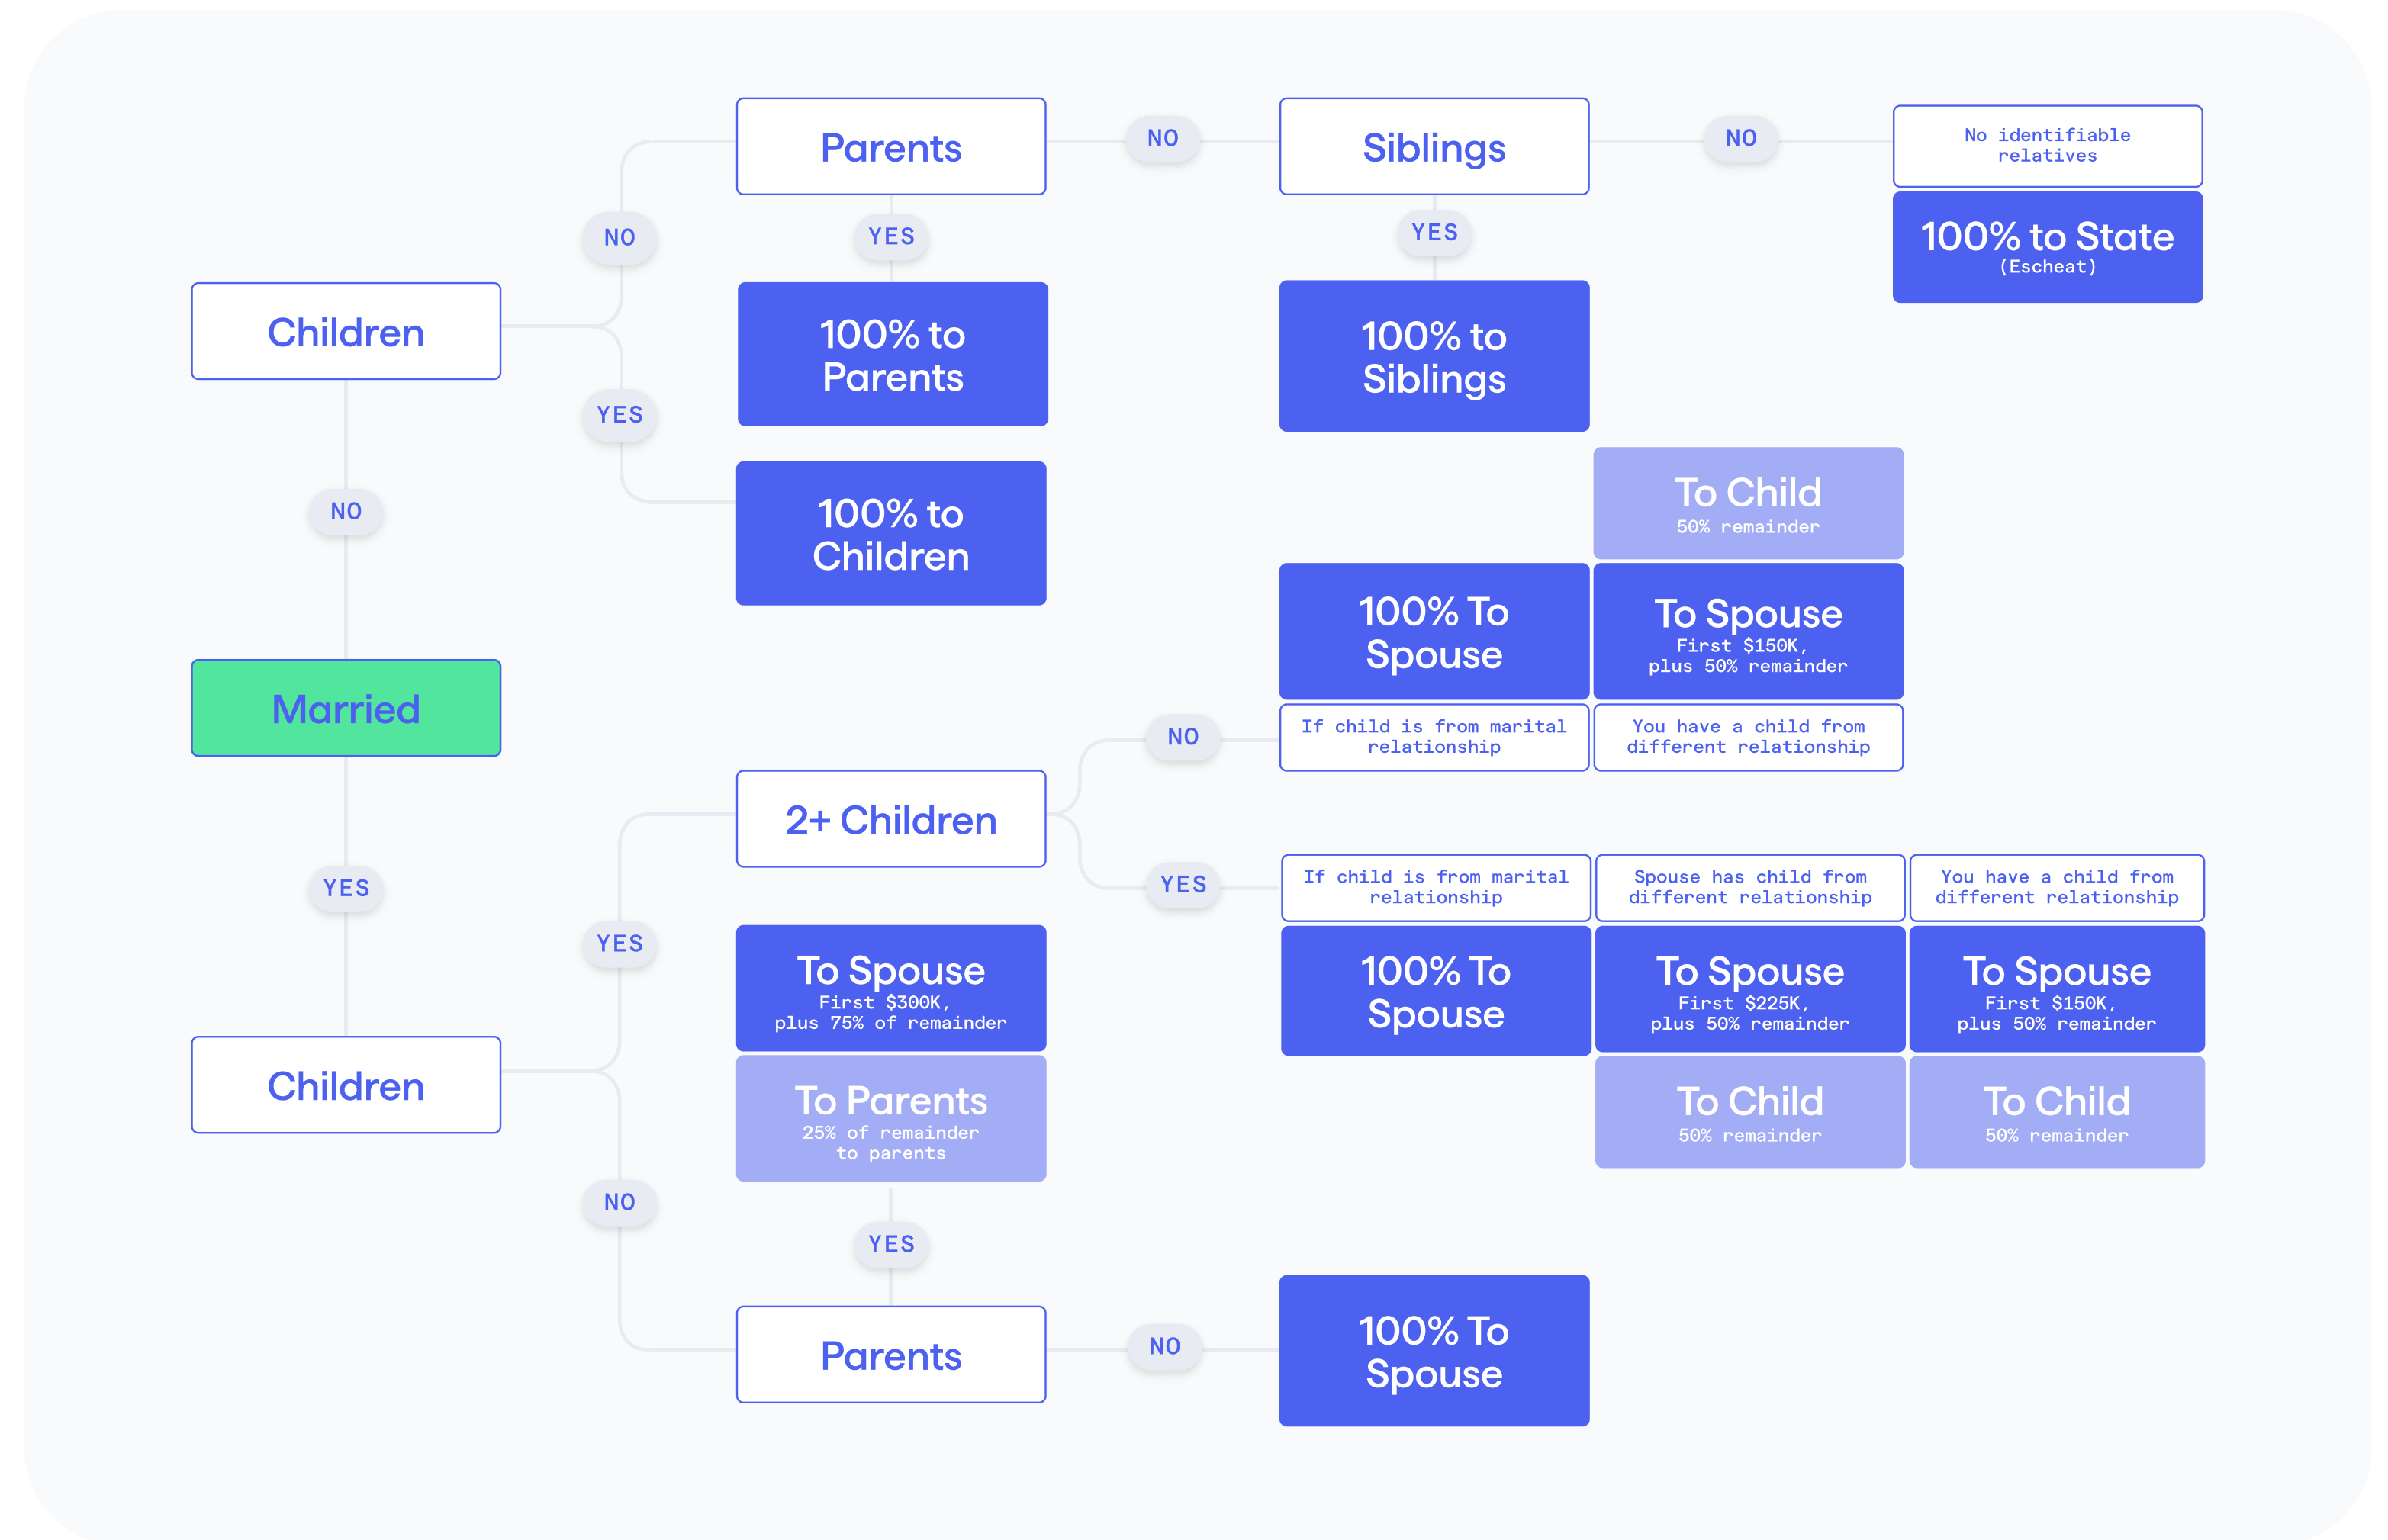 Parents
NO
Siblings
NO
No identifiable
relatives
100% to State
(Escheat)
NO
YES
YES
Children
100% to
Parents
100% to
Siblings
YES
100% to
Children
NO
To Child
50% remainder
100% To
Spouse
To Spouse
First $150K,
plus 50% remainder
Married
NO
If child is from marital
relationship
You have a child from
different relationship
2+ Children
YES
YES
If child is from marital
relationship
Spouse has child from
different relationship
You have a child from
different relationship
YES
To Spouse
First $300K,
plus 75% of remainder
100% To
Spouse
To Spouse
First $225K,
plus 50% remainder
To Spouse
First $150K,
plus 50% remainder
Children
To Parents
25% of remainder
to parents
To Child
50% remainder
To Child
50% remainder
NO
YES
Parents
NO
100% To
Spouse